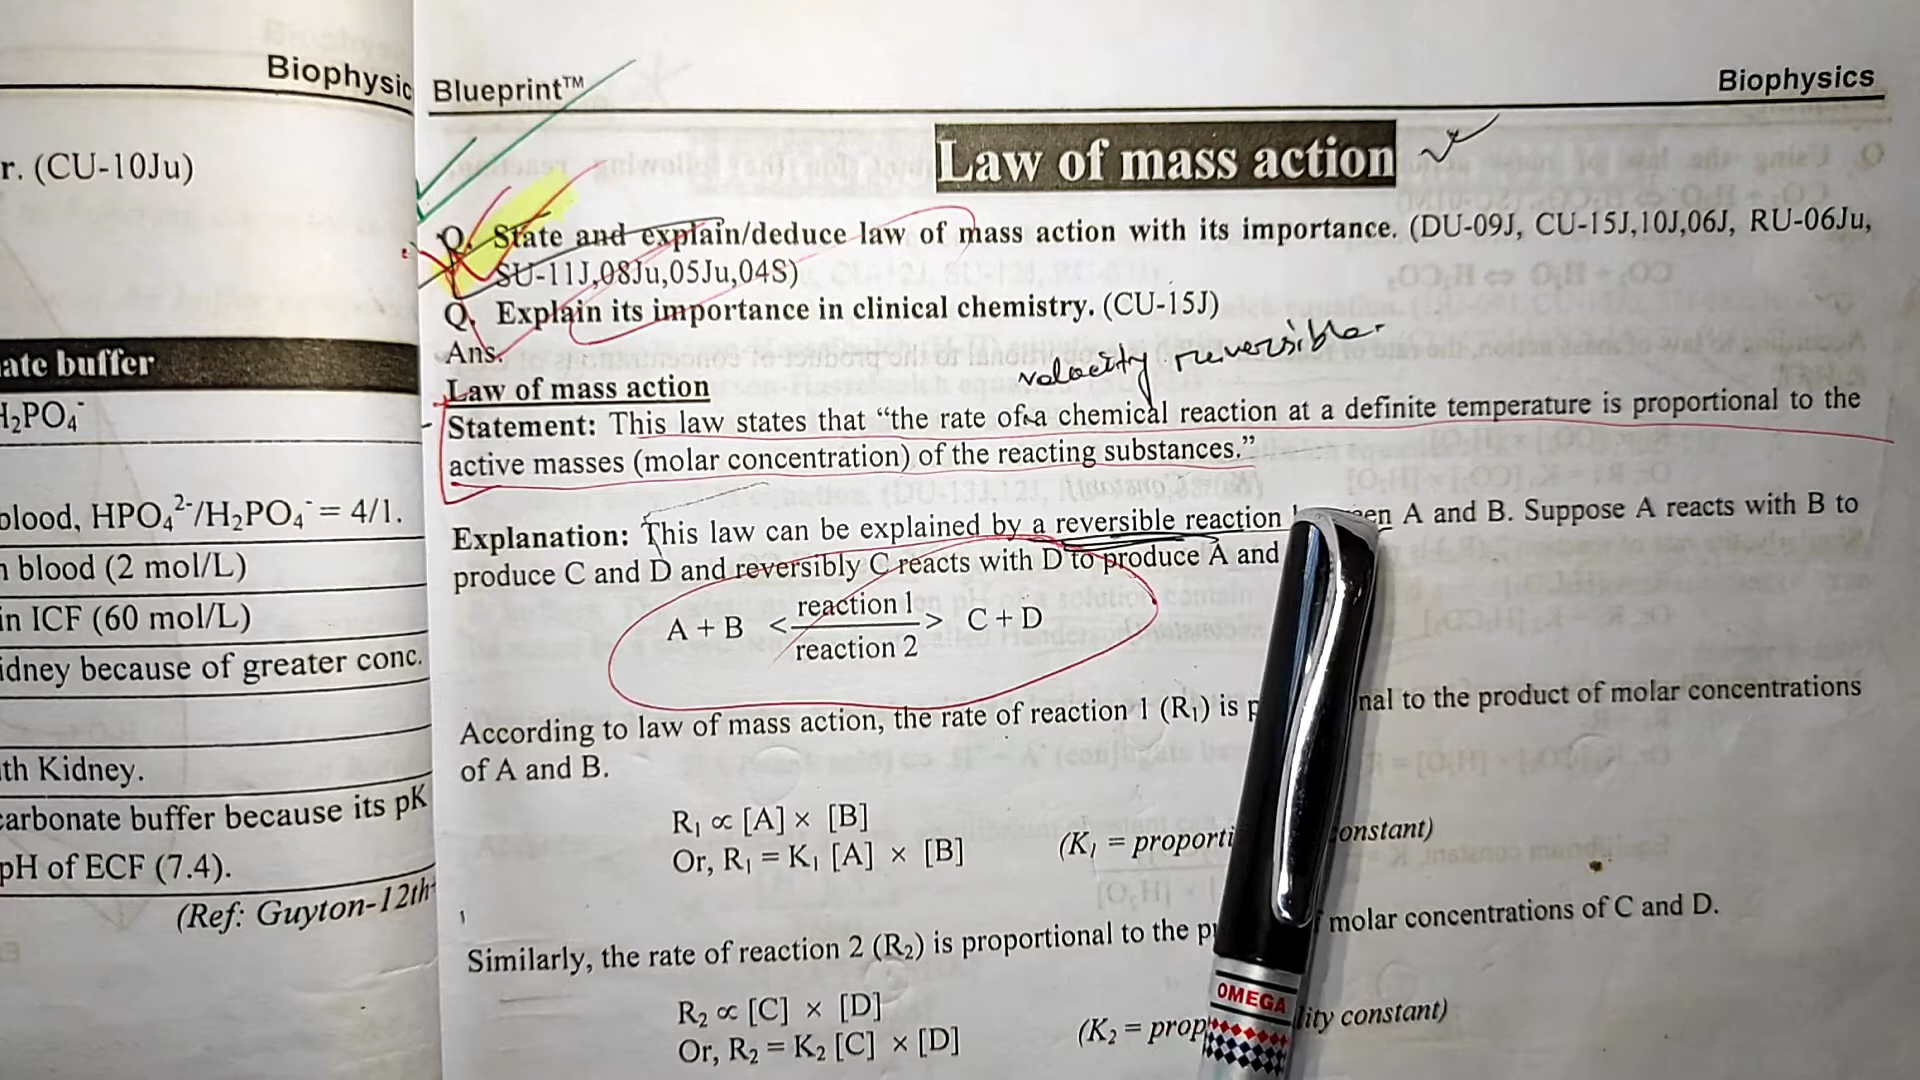 Biophysic
r. (CU-10Ju)
ate buffer
H₂PO₄⁻
blood, HPO₄²⁻/H₂PO₄⁻ = 4/1.
n blood (2 mol/L)
in ICF (60 mol/L)
idney because of greater conc.
th Kidney.
carbonate buffer because its pK
pH of ECF (7.4).
(Ref: Guyton-12th
Blueprint™
Biophysics
Law of mass action
Q. State and explain/deduce law of mass action with its importance. (DU-09J, CU-15J,10J,06J, RU-06Ju,
SU-11J,08Ju,05Ju,04S)
Q. Explain its importance in clinical chemistry. (CU-15J)
Ans.
velocity reversible
Law of mass action
Statement: This law states that “the rate of a chemical reaction at a definite temperature is proportional to the
active masses (molar concentration) of the reacting substances.”
Explanation: This law can be explained by a reversible reaction een A and B. Suppose A reacts with B to
produce C and D and reversibly C reacts with D to produce A and
reaction 1
A + B < > C + D
reaction 2
According to law of mass action, the rate of reaction 1 (R₁) is p nal to the product of molar concentrations
of A and B.
R₁ ∝ [A] × [B]
Or, R₁ = K₁ [A] × [B] (K₁ = proporti onstant)
Similarly, the rate of reaction 2 (R₂) is proportional to the p molar concentrations of C and D.
R₂ ∝ [C] × [D]
Or, R₂ = K₂ [C] × [D] (K₂ = prop lity constant)
OMEGA